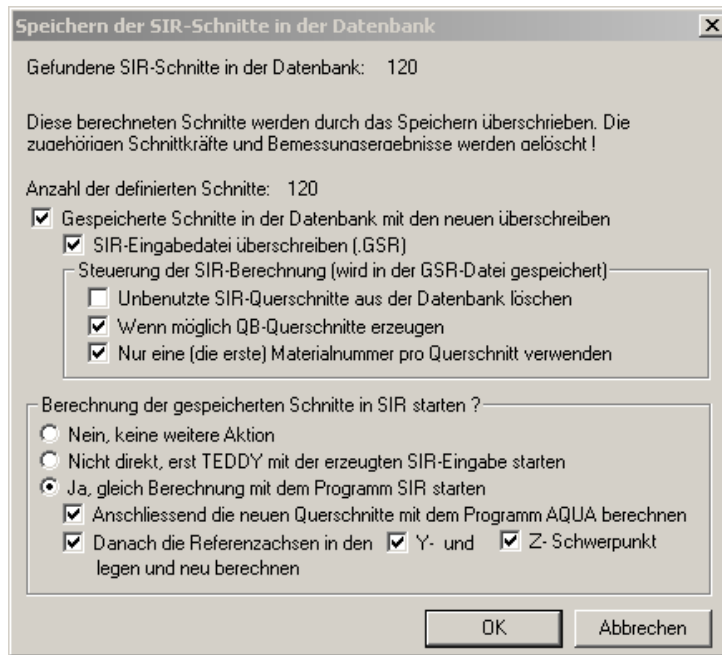 Speichern der SIR-Schnitte in der Datenbank
Gefundene SIR-Schnitte in der Datenbank: 120
Diese berechneten Schnitte werden durch das Speichern überschrieben. Die
zugehörigen Schnittkräfte und Bemessungsergebnisse werden gelöscht !
Anzahl der definierten Schnitte: 120
Gespeicherte Schnitte in der Datenbank mit den neuen überschreiben
SIR-Eingabedatei überschreiben (.GSR)
Steuerung der SIR-Berechnung (wird in der GSR-Datei gespeichert)
Unbenutzte SIR-Querschnitte aus der Datenbank löschen
Wenn möglich QB-Querschnitte erzeugen
Nur eine (die erste) Materialnummer pro Querschnitt verwenden
Berechnung der gespeicherten Schnitte in SIR starten ?
Nein, keine weitere Aktion
Nicht direkt, erst TEDDY mit der erzeugten SIR-Eingabe starten
Ja, gleich Berechnung mit dem Programm SIR starten
Anschliessend die neuen Querschnitte mit dem Programm AQUA berechnen
Danach die Referenzachsen in den Y- und Z- Schwerpunkt
legen und neu berechnen
OK Abbrechen